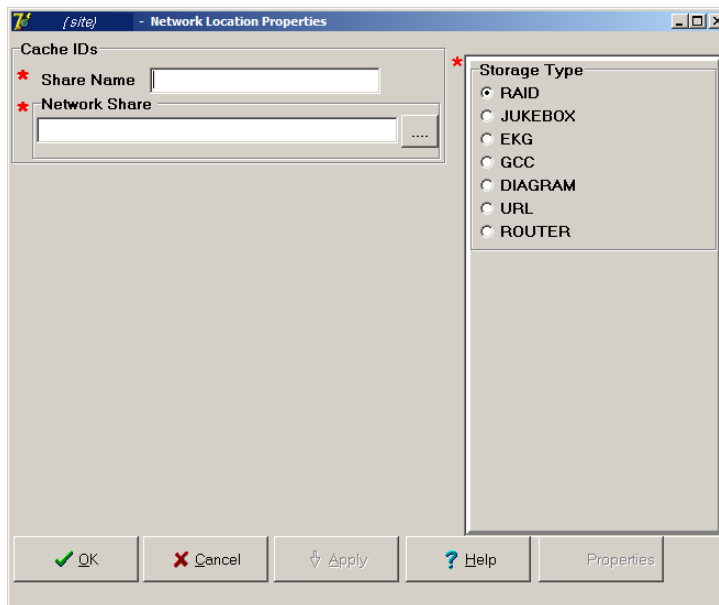 (site) - Network Location Properties
Cache IDs
* Share Name
* Network Share
....
* Storage Type
RAID
JUKEBOX
EKG
GCC
DIAGRAM
URL
ROUTER
OK
Cancel
Apply
? Help
Properties